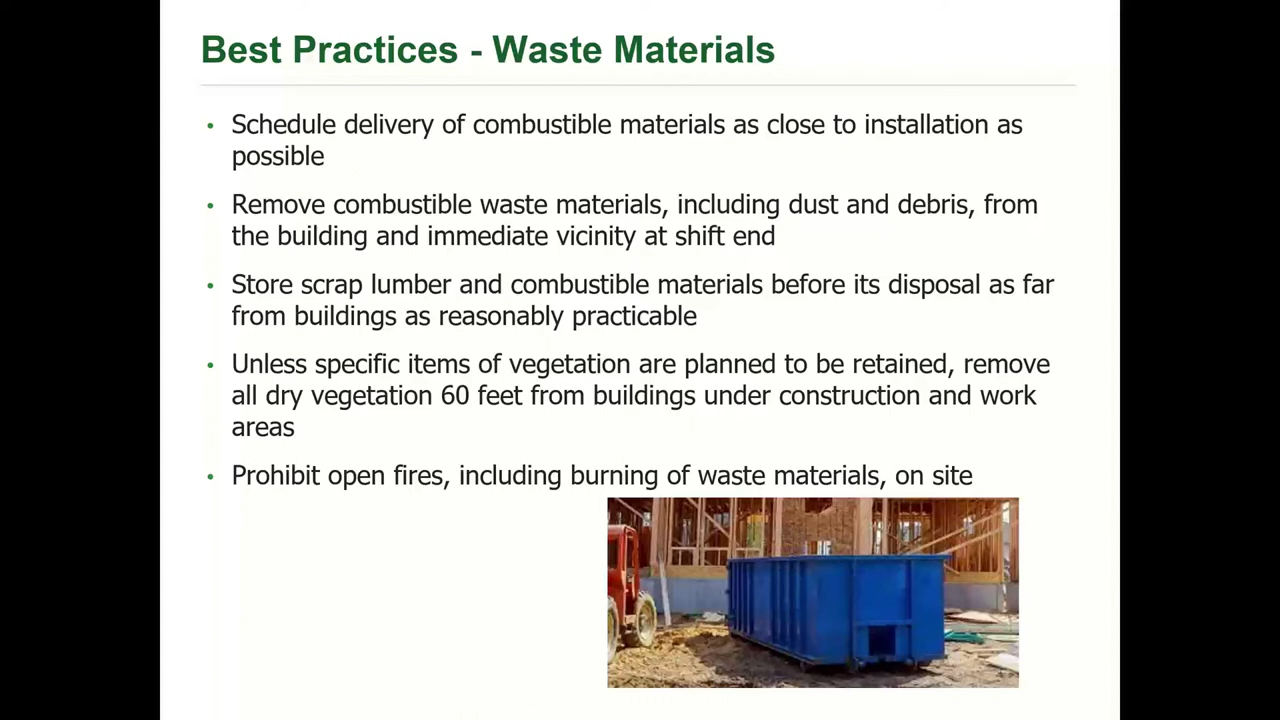 Best Practices - Waste Materials
• Schedule delivery of combustible materials as close to installation as
possible
• Remove combustible waste materials, including dust and debris, from
the building and immediate vicinity at shift end
• Store scrap lumber and combustible materials before its disposal as far
from buildings as reasonably practicable
• Unless specific items of vegetation are planned to be retained, remove
all dry vegetation 60 feet from buildings under construction and work
areas
• Prohibit open fires, including burning of waste materials, on site